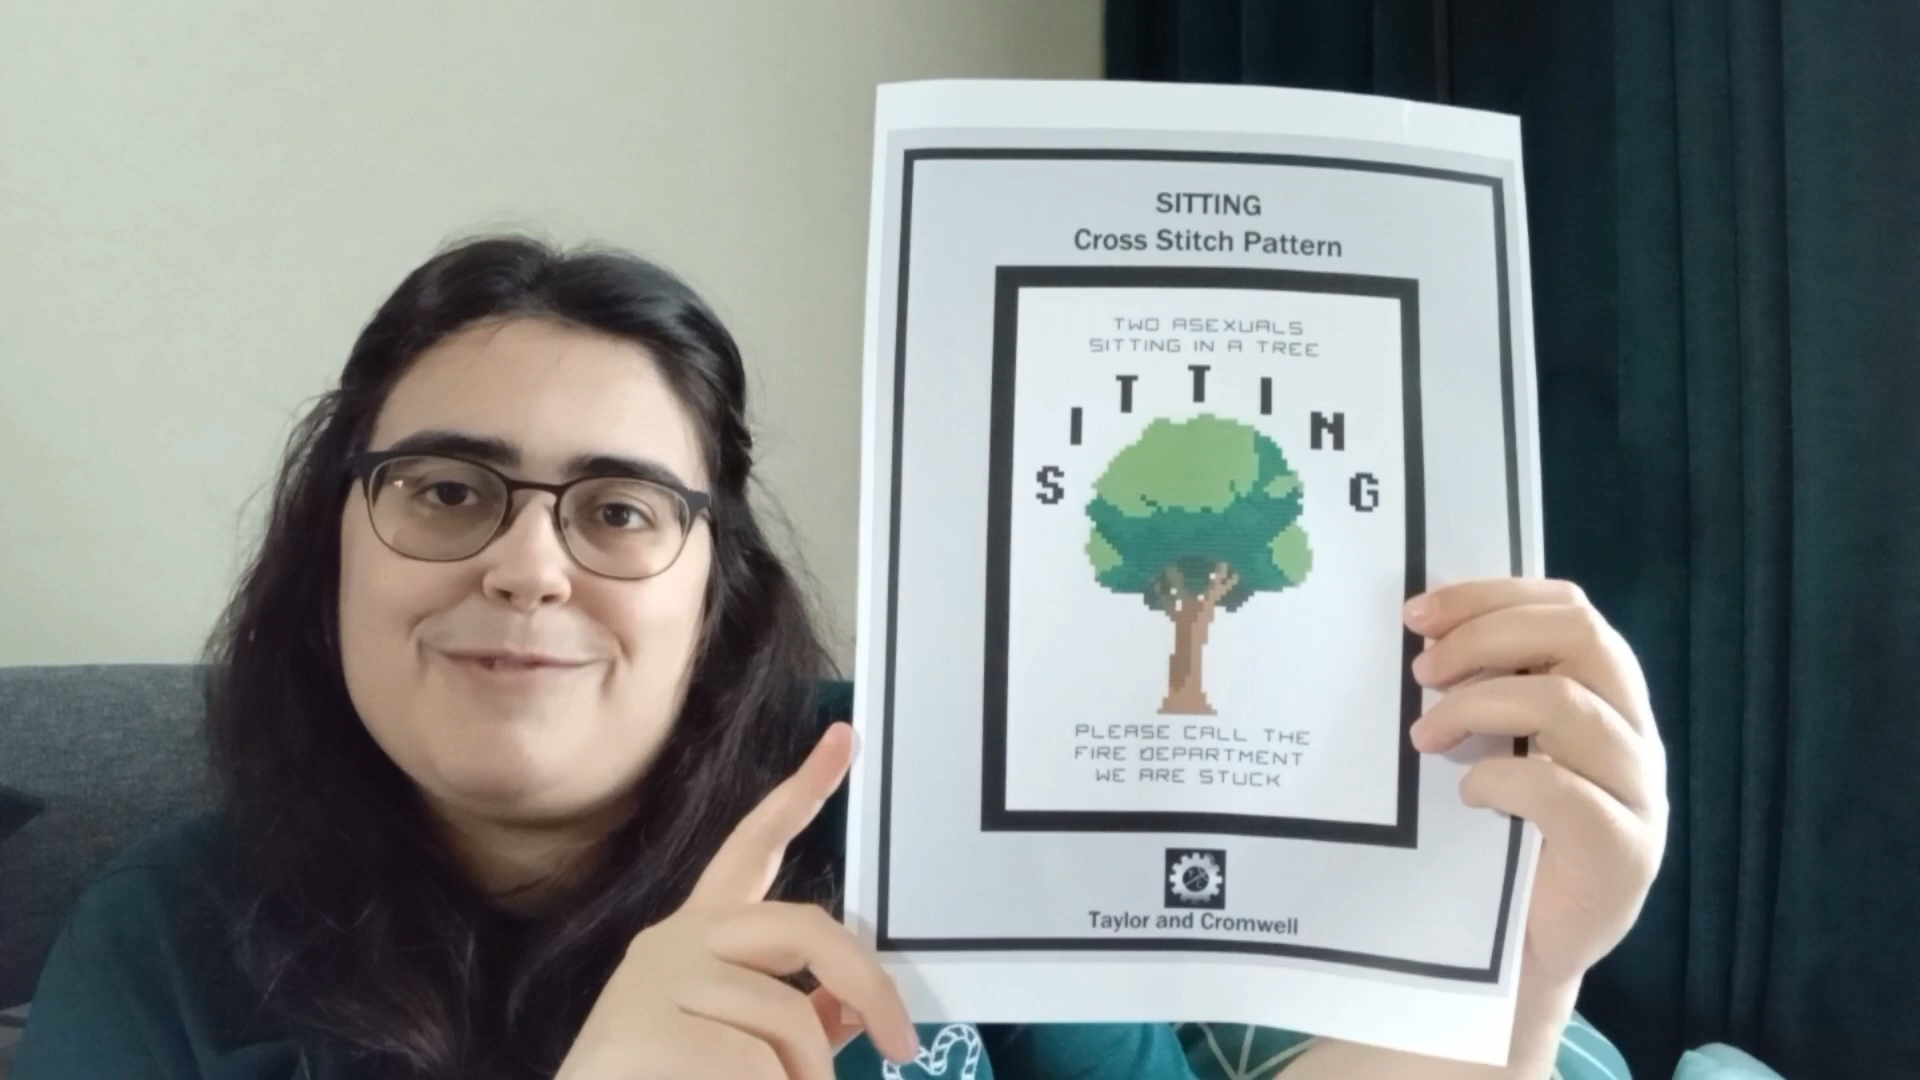 SITTING
Cross Stitch Pattern
TWO ASEXUALS
SITTING IN A TREE
SITTING
PLEASE CALL THE
FIRE DEPARTMENT
WE ARE STUCK
Taylor and Cromwell